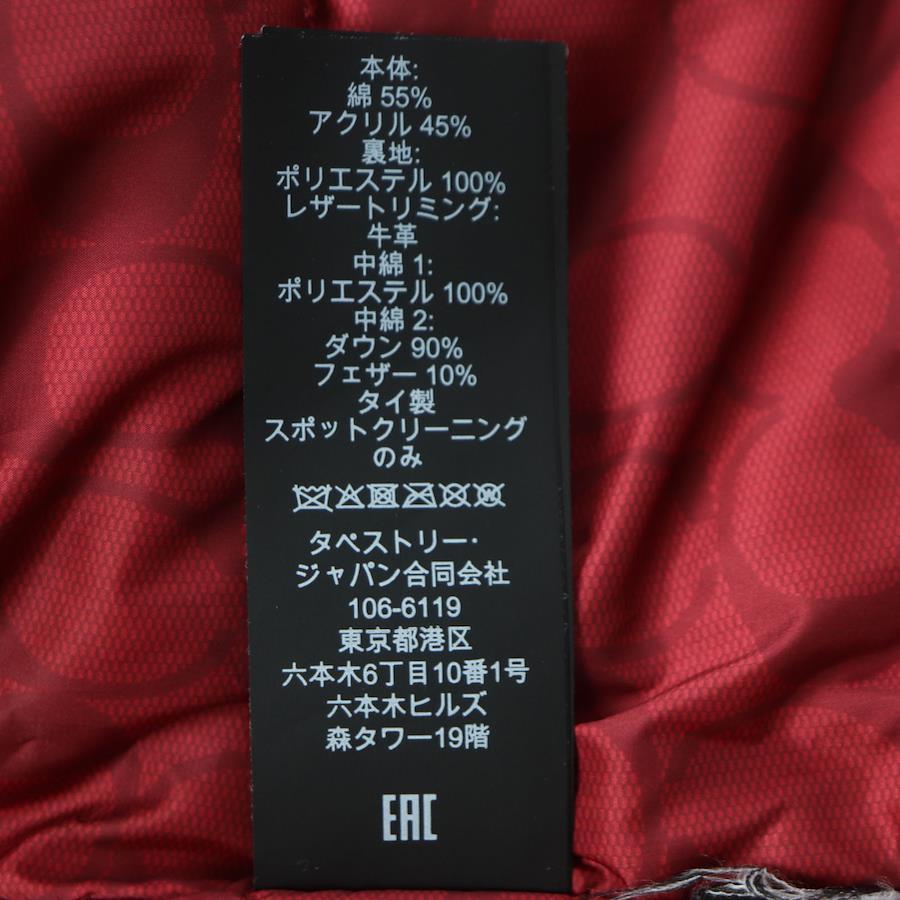 本体:
綿 55%
アクリル 45%
裏地:
ポリエステル 100%
レザートリミング:
牛革
中綿 1:
ポリエステル 100%
中綿 2:
ダウン 90%
フェザー 10%
タイ製
スポットクリーニング
のみ
タペストリー・
ジャパン合同会社
106-6119
東京都港区
六本木6丁目10番1号
六本木ヒルズ
森タワー19階
EAC